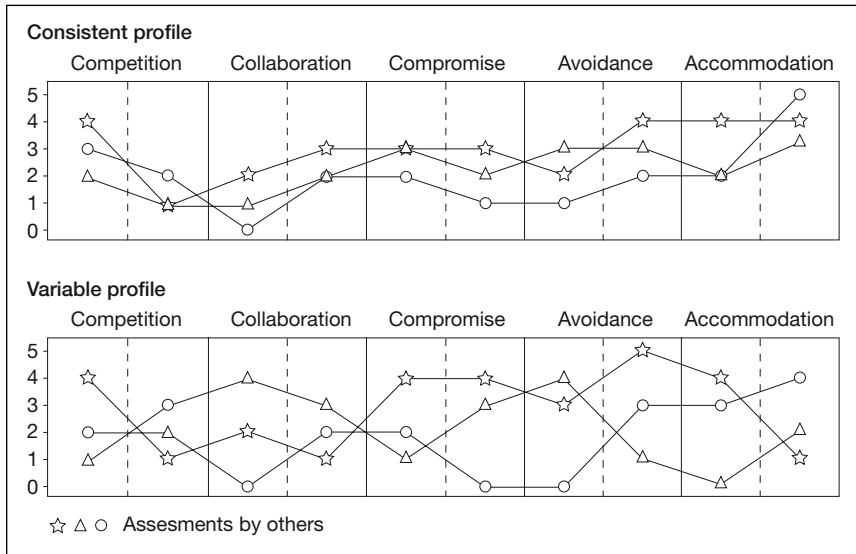 Consistent profile
Competition Collaboration Compromise Avoidance Accommodation
5
4
3
2
1
0
Variable profile
Competition Collaboration Compromise Avoidance Accommodation
5
4
3
2
1
0
Assesments by others